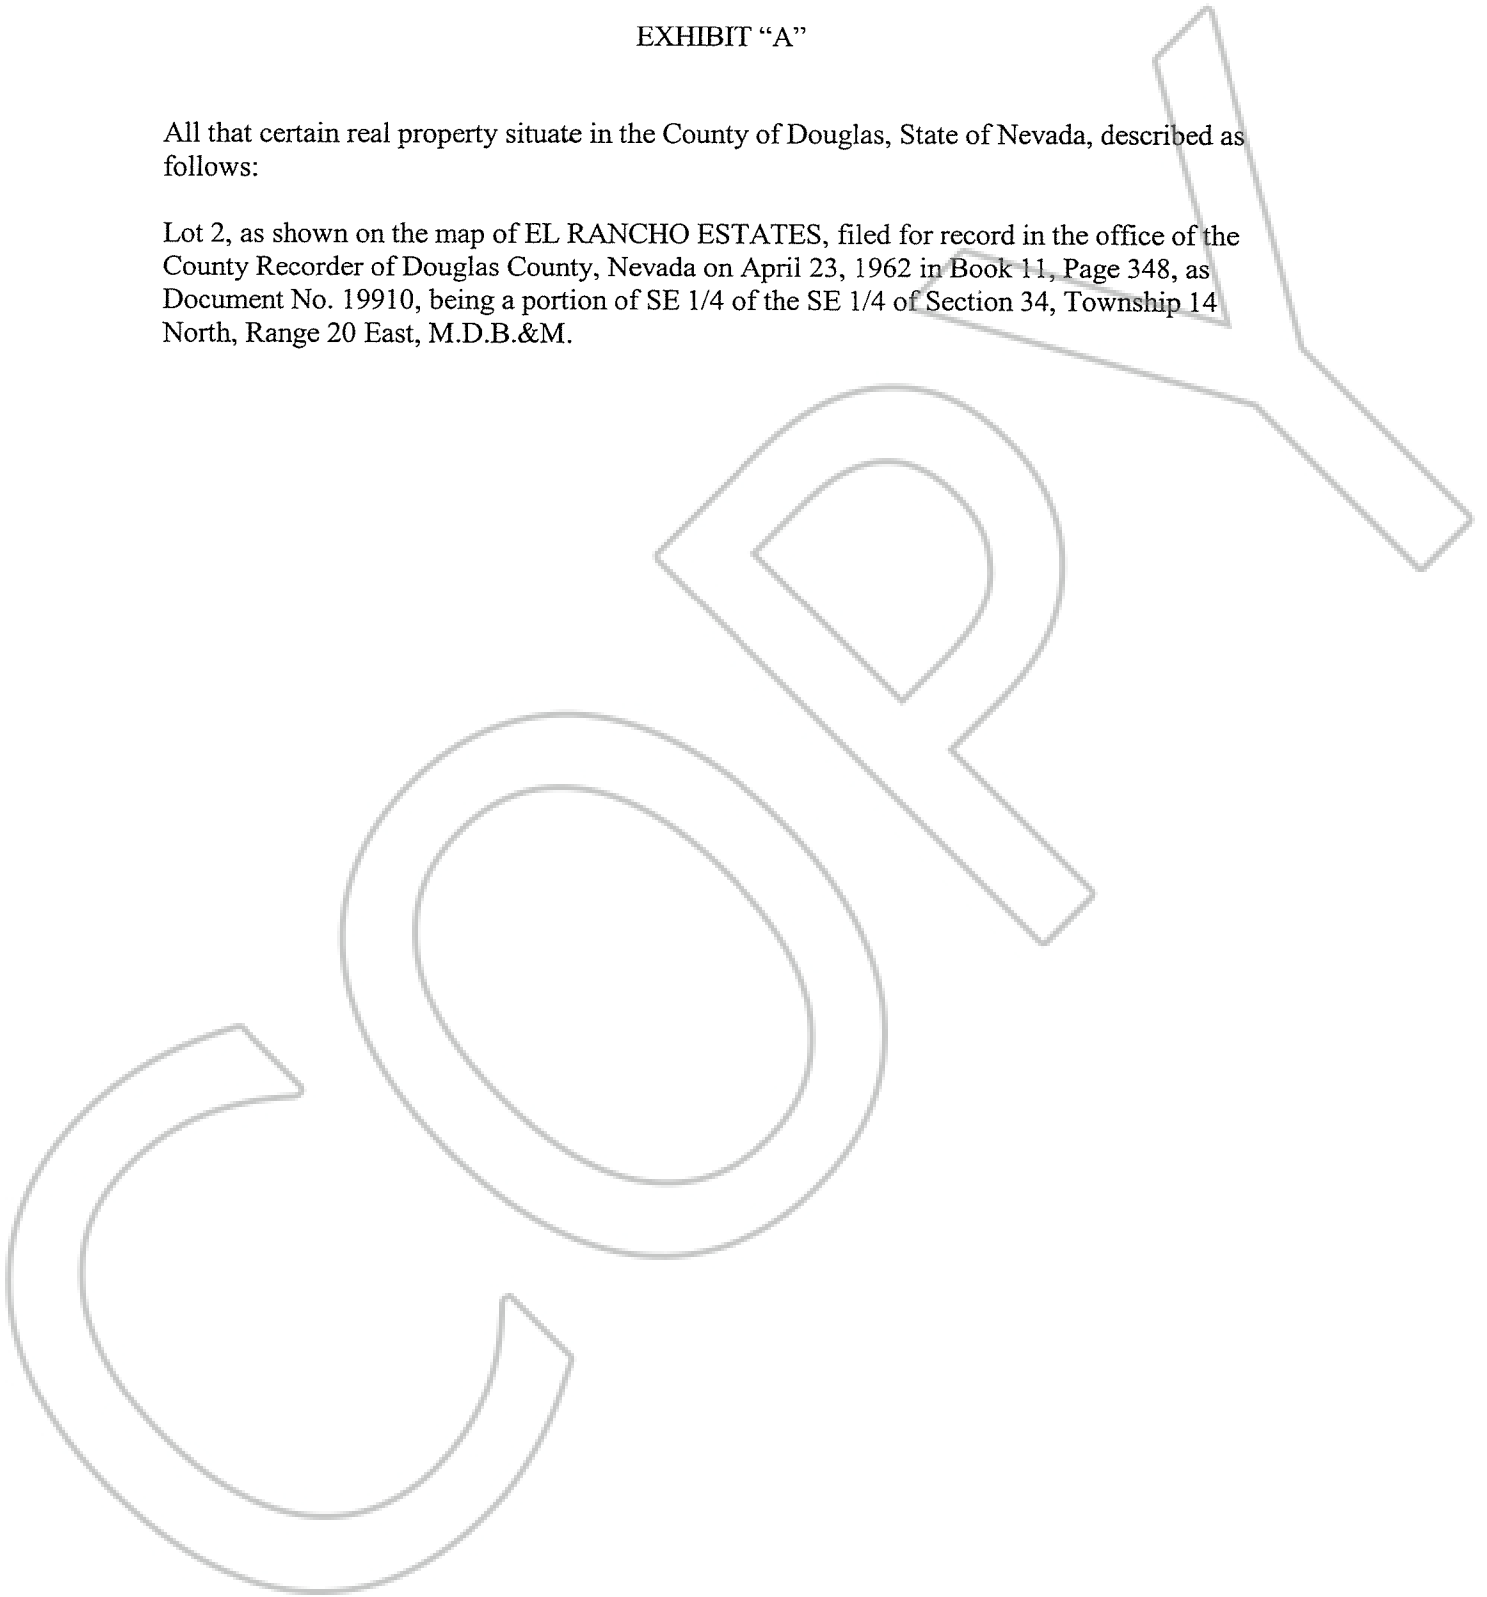 EXHIBIT “A”
All that certain real property situate in the County of Douglas, State of Nevada, described as
follows:
Lot 2, as shown on the map of EL RANCHO ESTATES, filed for record in the office of the
County Recorder of Douglas County, Nevada on April 23, 1962 in Book 11, Page 348, as
Document No. 19910, being a portion of SE 1/4 of the SE 1/4 of Section 34, Township 14
North, Range 20 East, M.D.B.&M.
COPY